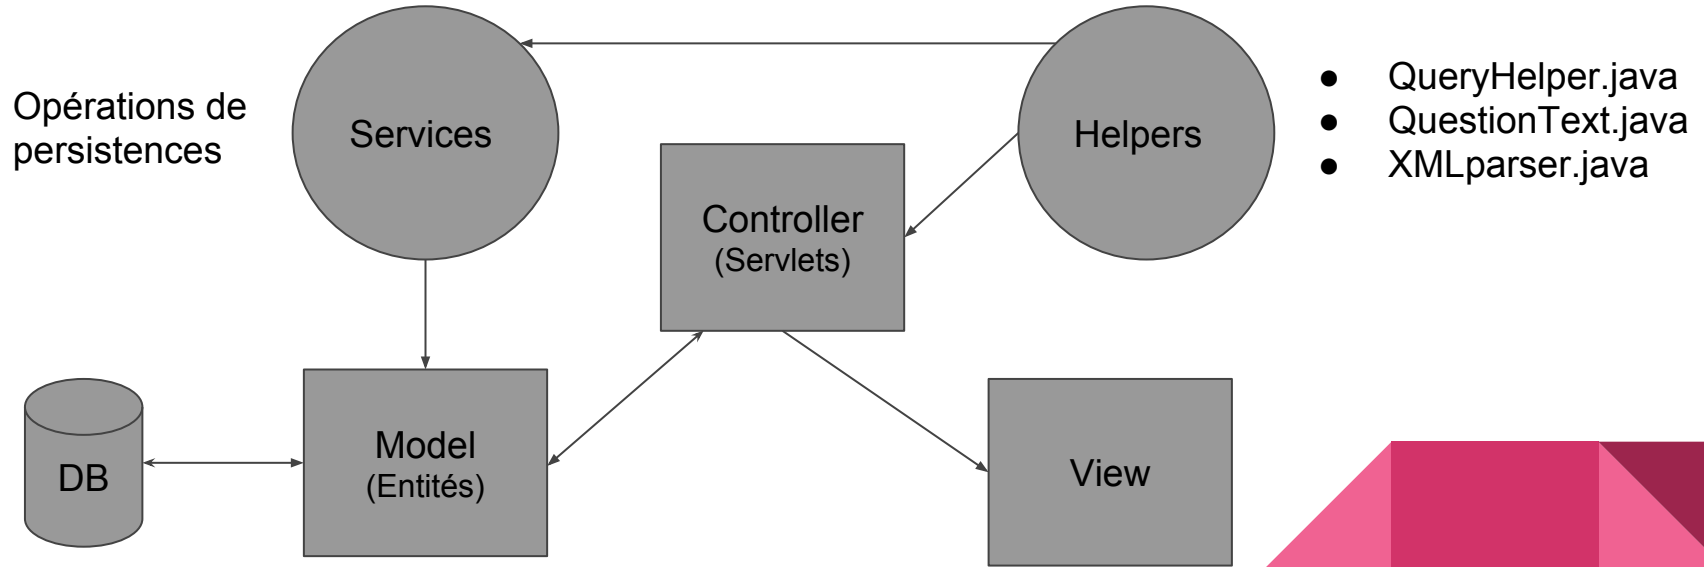 Opérations de
persistences
Services
Helpers
● QueryHelper.java
● QuestionText.java
● XMLparser.java
Controller
(Servlets)
DB
Model
(Entités)
View